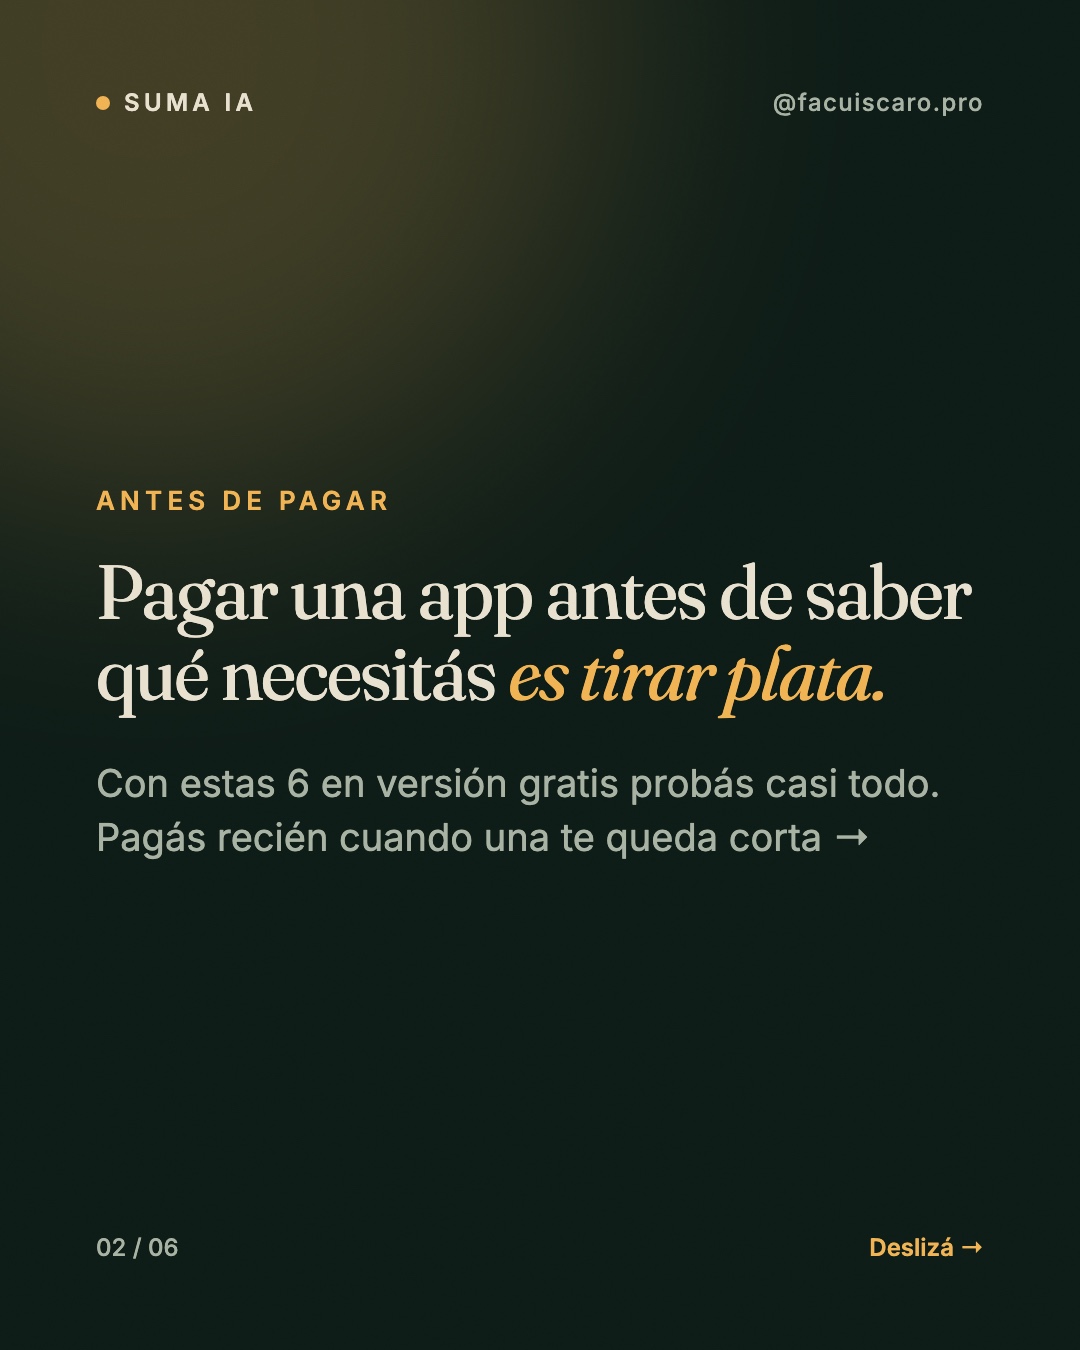 SUMA IA
@facuiscaro.pro
ANTES DE PAGAR
Pagar una app antes de saber
qué necesitás es tirar plata.
Con estas 6 en versión gratis probás casi todo.
Pagás recién cuando una te queda corta →
02 / 06
Deslizá →